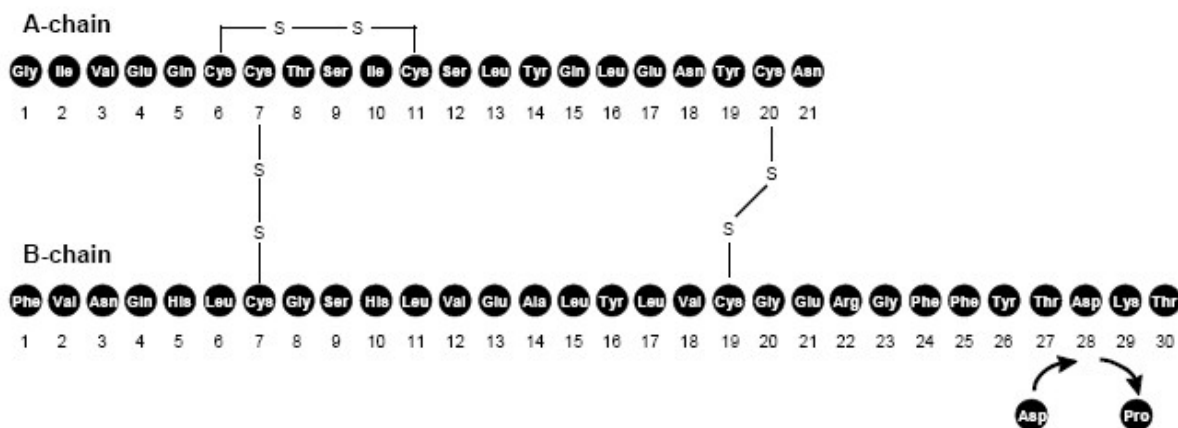 A-chain
S S
Gly Ile Val Glu Gln Cys Cys Thr Ser Ile Cys Ser Leu Tyr Gln Leu Glu Asn Tyr Cys Asn
1 2 3 4 5 6 7 8 9 10 11 12 13 14 15 16 17 18 19 20 21
S S
S S
B-chain
Phe Val Asn Gln His Leu Cys Gly Ser His Leu Val Glu Ala Leu Tyr Leu Val Cys Gly Glu Arg Gly Phe Phe Tyr Thr Asp Lys Thr
1 2 3 4 5 6 7 8 9 10 11 12 13 14 15 16 17 18 19 20 21 22 23 24 25 26 27 28 29 30
Asp Pro